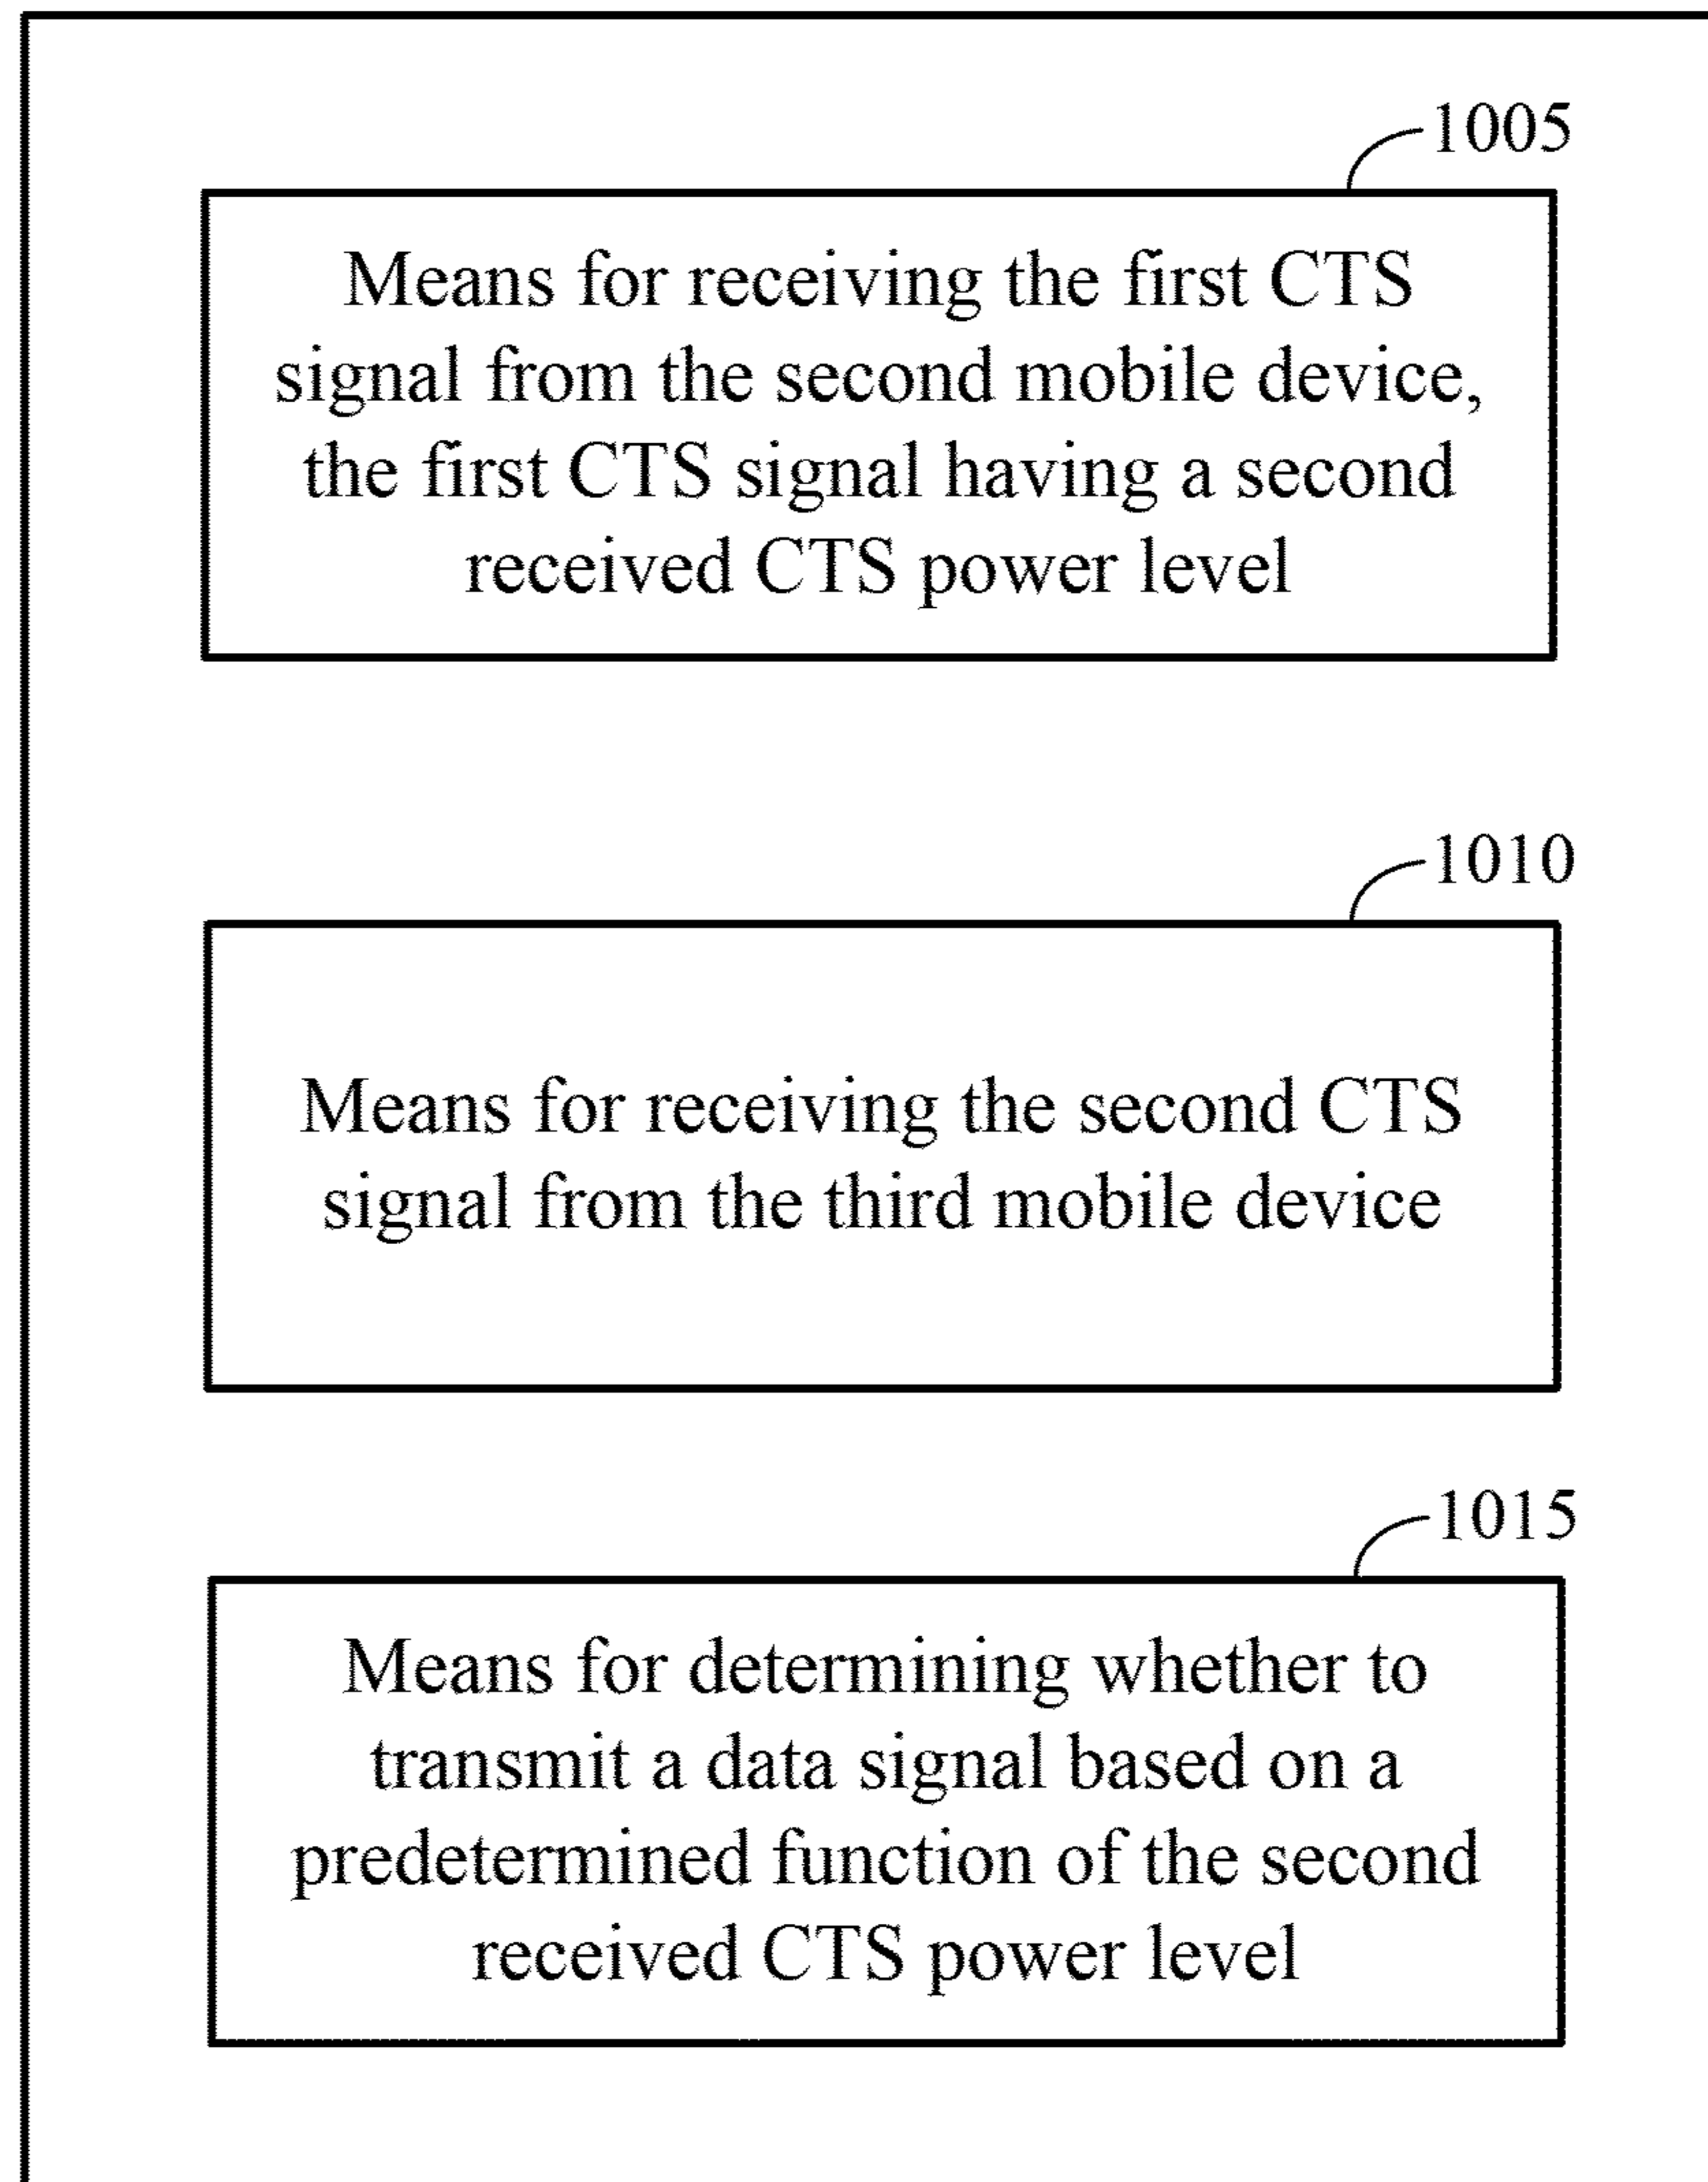 1005
Means for receiving the first CTS
signal from the second mobile device,
the first CTS signal having a second
received CTS power level
1010
Means for receiving the second CTS
signal from the third mobile device
1015
Means for determining whether to
transmit a data signal based on a
predetermined function of the second
received CTS power level